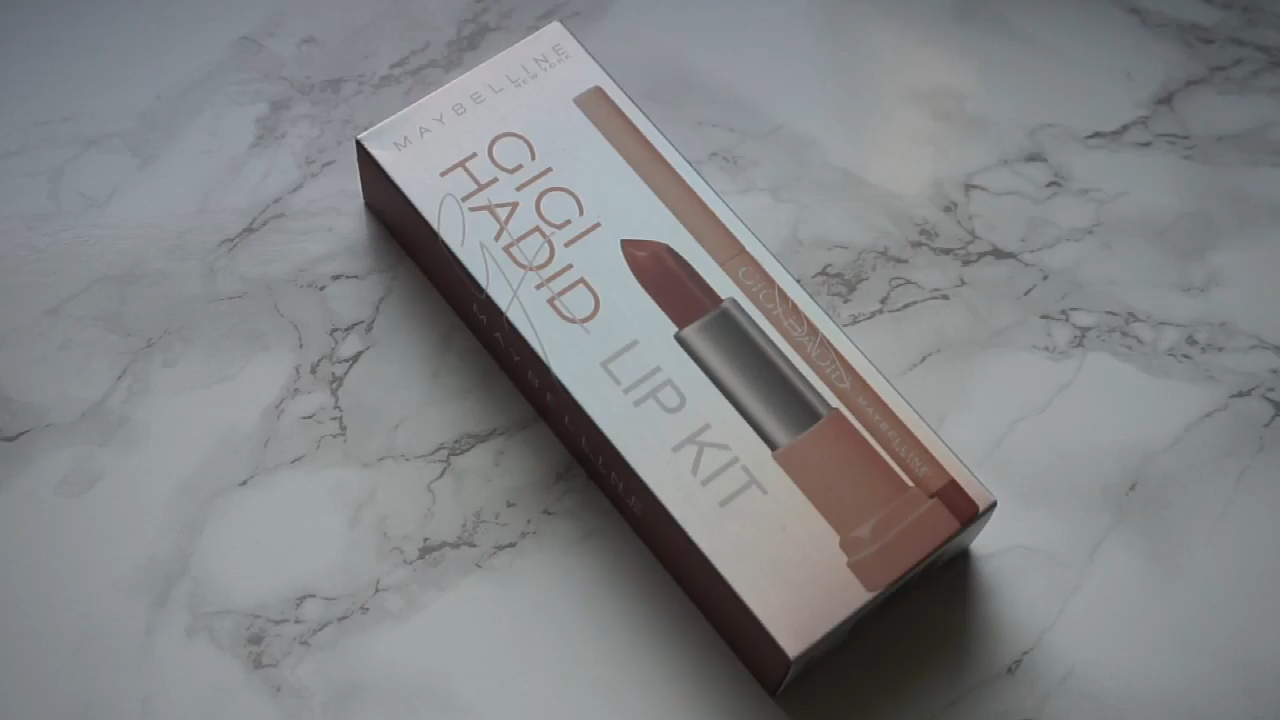 MAYBELLINE
NEW YORK
GIGI
HADID
LIP KIT
GIGI HADID
MAYBELLINE
MAYBELLINE